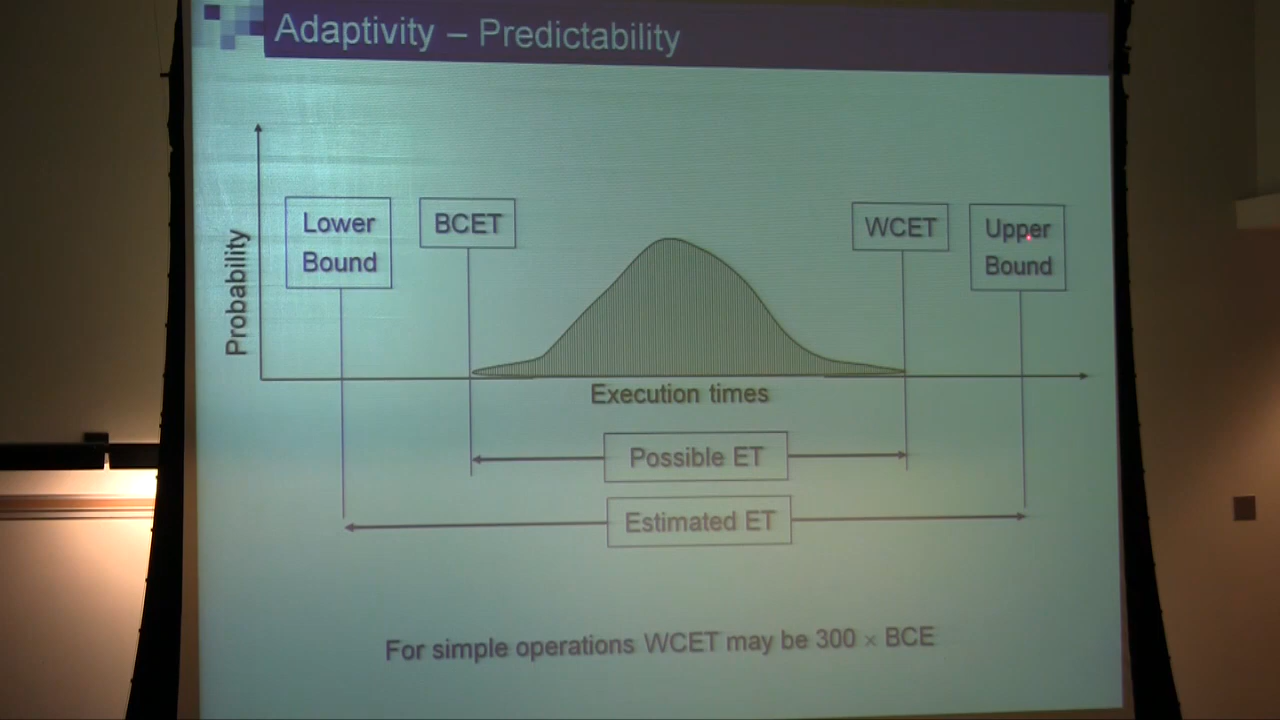 Adaptivity – Predictability
Lower
Bound
BCET
WCET
Upper
Bound
Probability
Execution times
Possible ET
Estimated ET
For simple operations WCET may be 300 × BCE